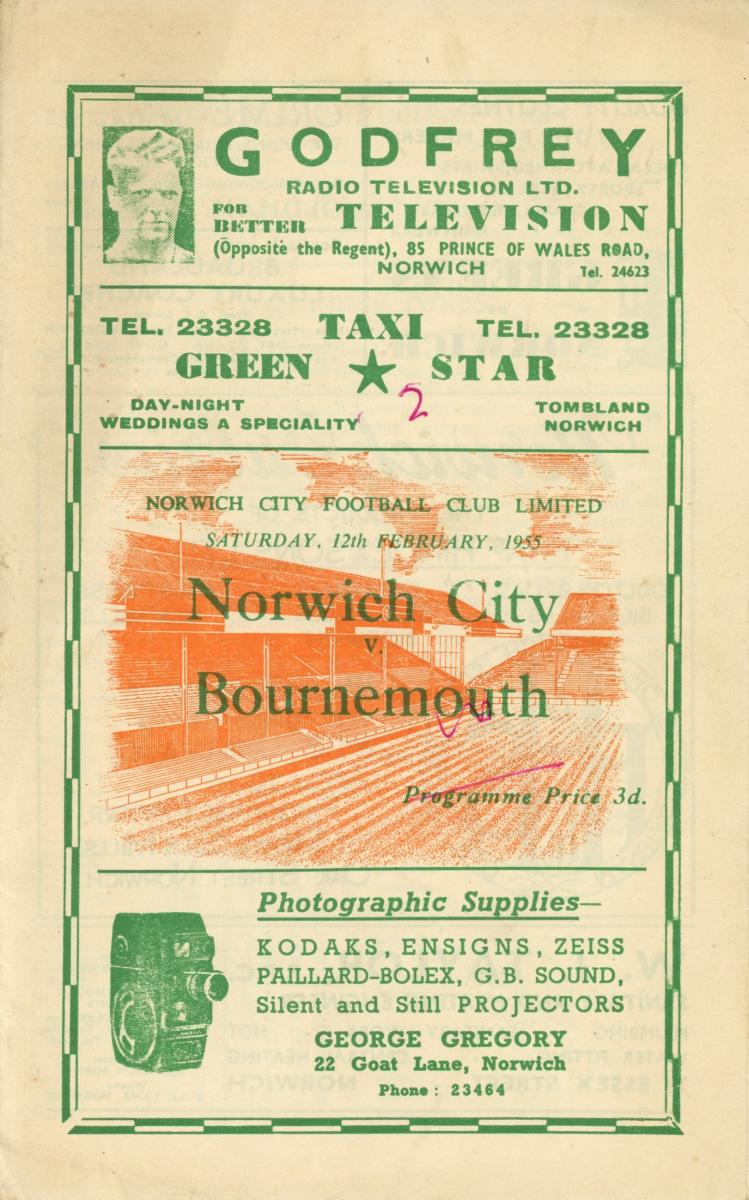 GODFREY
RADIO TELEVISION LTD.
FOR BETTER TELEVISION
(Opposite the Regent), 85 PRINCE OF WALES ROAD,
NORWICH Tel. 24623
TEL. 23328 TAXI TEL. 23328
GREEN ★ STAR
2
DAY-NIGHT TOMBLAND
WEDDINGS A SPECIALITY NORWICH
NORWICH CITY FOOTBALL CLUB LIMITED
SATURDAY, 12th FEBRUARY, 1955
Norwich City
v.
Bournemouth
Programme Price 3d.
Photographic Supplies—
KODAKS, ENSIGNS, ZEISS
PAILLARD-BOLEX, G.B. SOUND,
Silent and Still PROJECTORS
GEORGE GREGORY
22 Goat Lane, Norwich
Phone : 23464